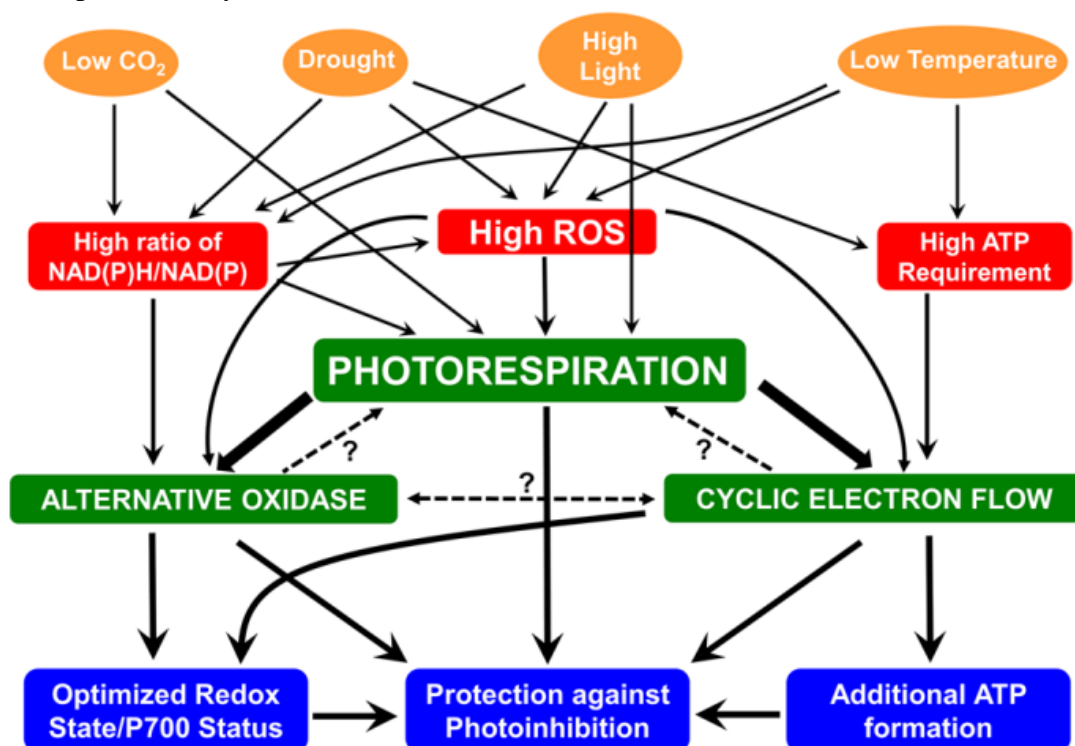 Low CO₂
Drought
High
Light
Low Temperature
High ratio of
NAD(P)H/NAD(P)
High ROS
High ATP
Requirement
PHOTORESPIRATION
?
?
?
ALTERNATIVE OXIDASE
CYCLIC ELECTRON FLOW
Optimized Redox
State/P700 Status
Protection against
Photoinhibition
Additional ATP
formation